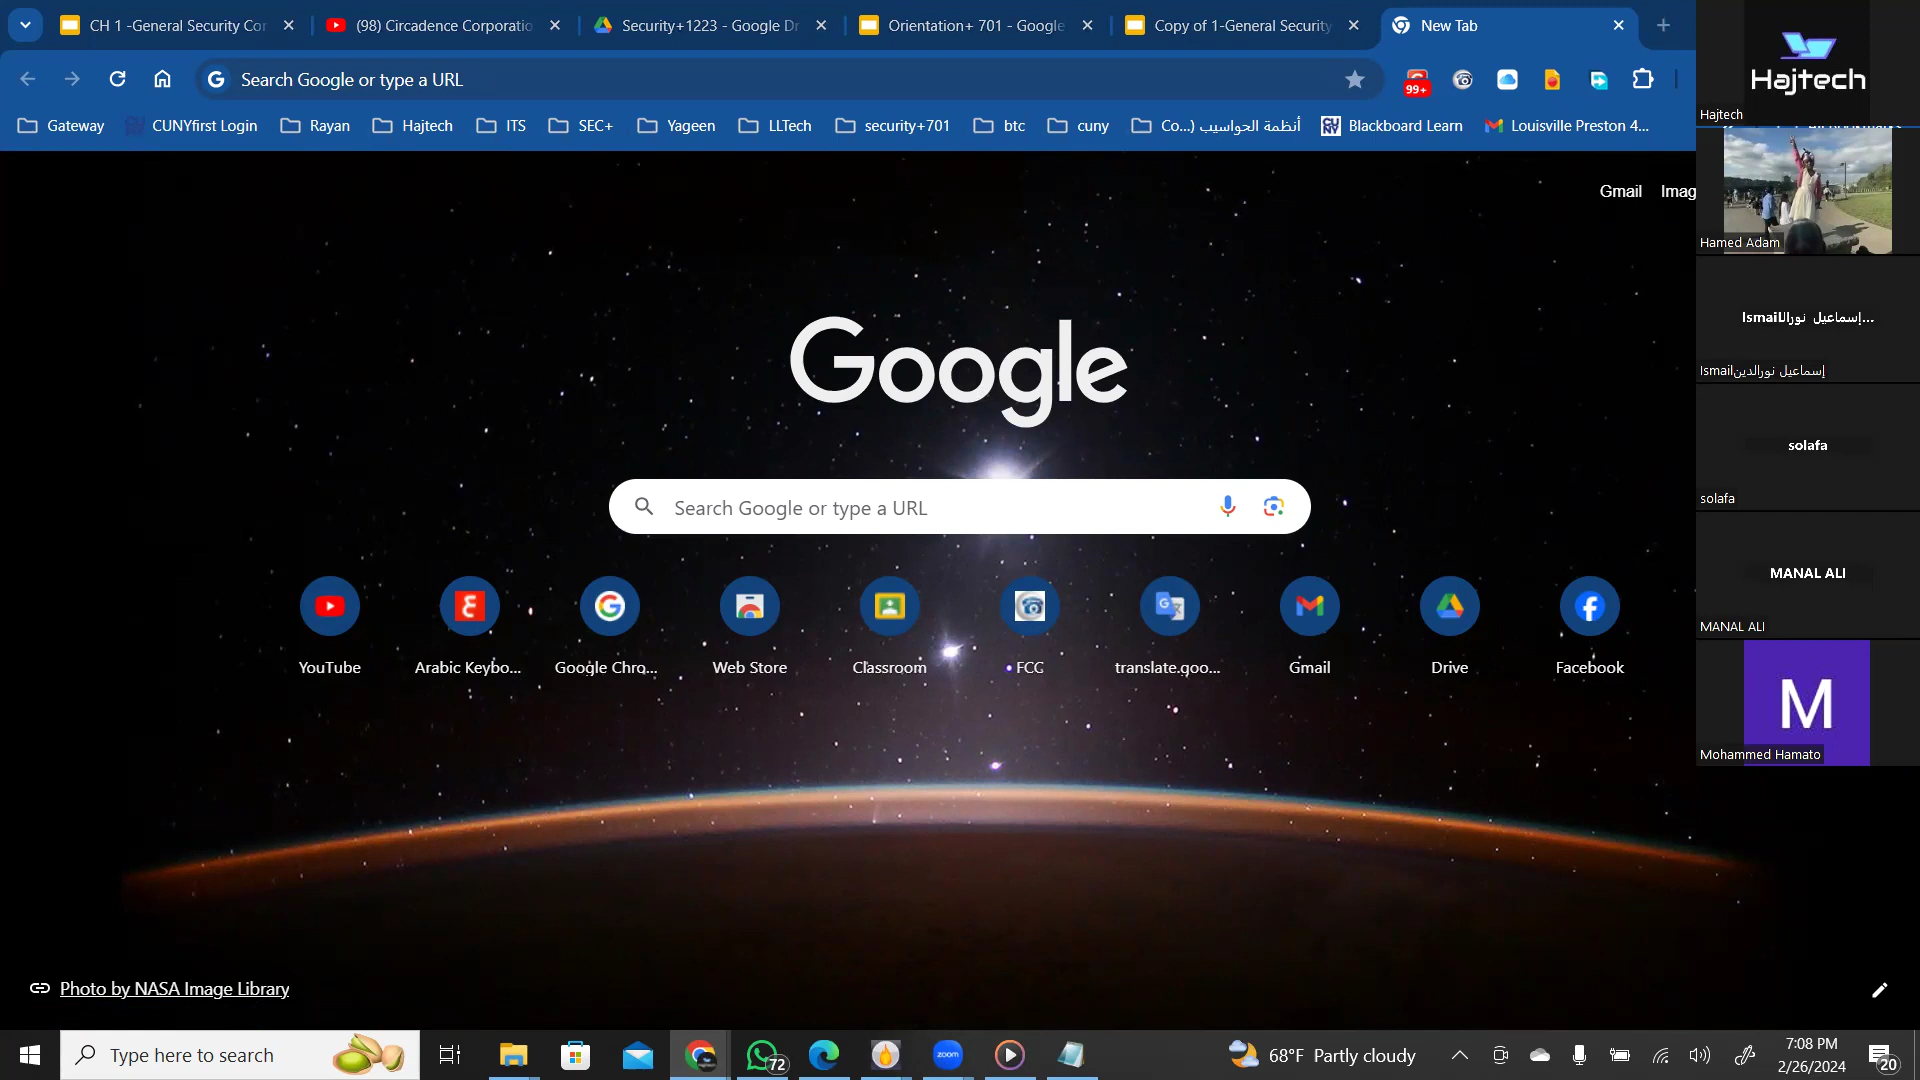 CH 1 -General Security Cor
(98) Circadence Corporatio
Security+1223 - Google Dr
Orientation+ 701 - Google
Copy of 1-General Security
New Tab
Search Google or type a URL
99+
Gateway
CUNYfirst Login
Rayan
Hajtech
ITS
SEC+
Yageen
LLTech
security+701
btc
cuny
أنظمة الحواسيب (...Co
Blackboard Learn
Louisville Preston 4...
Gmail
Imag
Google
Search Google or type a URL
YouTube
Arabic Keybo...
Google Chro...
Web Store
Classroom
FCC
translate.goo...
Gmail
Drive
Facebook
Photo by NASA Image Library
Hajtech
Hajtech
Hamed Adam
Ismailإسماعيل نورال...
Ismailإسماعيل نورالدين
solafa
solafa
MANAL ALI
MANAL ALI
M
Mohammed Hamato
Type here to search
72
zoom
68°F Partly cloudy
7:08 PM
2/26/2024
20